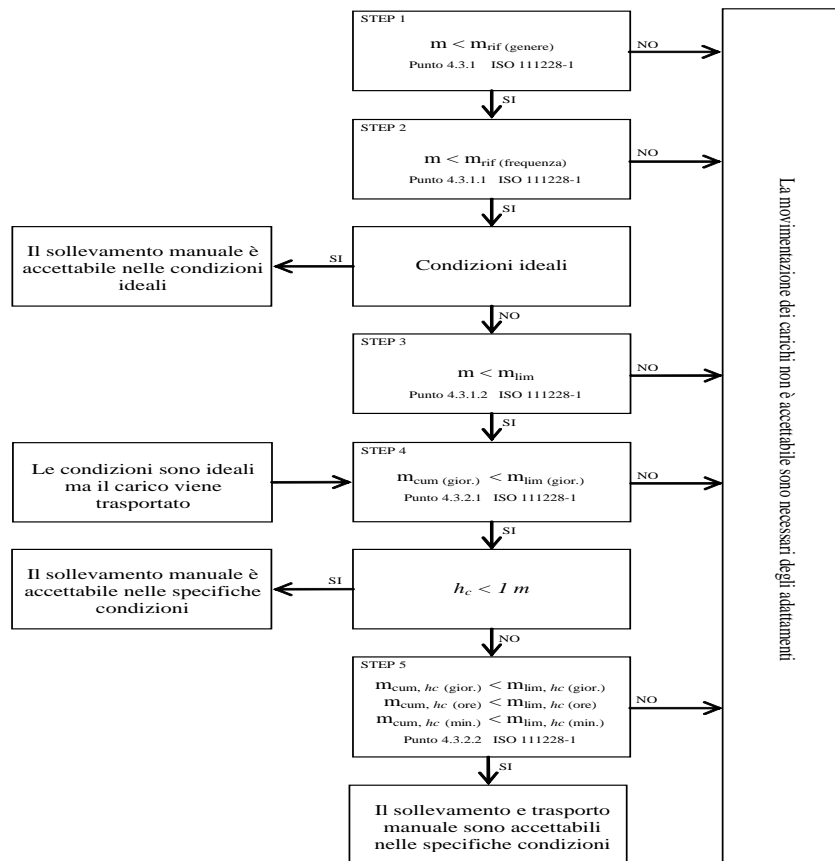 STEP 1
m < mrif (genere)
Punto 4.3.1 ISO 111228-1
NO
SI
STEP 2
m < mrif (frequenza)
Punto 4.3.1.1 ISO 111228-1
NO
SI
Il sollevamento manuale è
accettabile nelle condizioni
ideali
SI
Condizioni ideali
NO
STEP 3
m < mlim
Punto 4.3.1.2 ISO 111228-1
NO
SI
Le condizioni sono ideali
ma il carico viene
trasportato
STEP 4
mcum (gior.) < mlim (gior.)
Punto 4.3.2.1 ISO 111228-1
NO
SI
Il sollevamento manuale è
accettabile nelle specifiche
condizioni
SI
hc < 1 m
NO
STEP 5
mcum, hc (gior.) < mlim, hc (gior.)
mcum, hc (ore) < mlim, hc (ore)
mcum, hc (min.) < mlim, hc (min.)
Punto 4.3.2.2 ISO 111228-1
NO
SI
Il sollevamento e trasporto
manuale sono accettabili
nelle specifiche condizioni
La movimentazione dei carichi non è accettabile sono necessari degli adattamenti